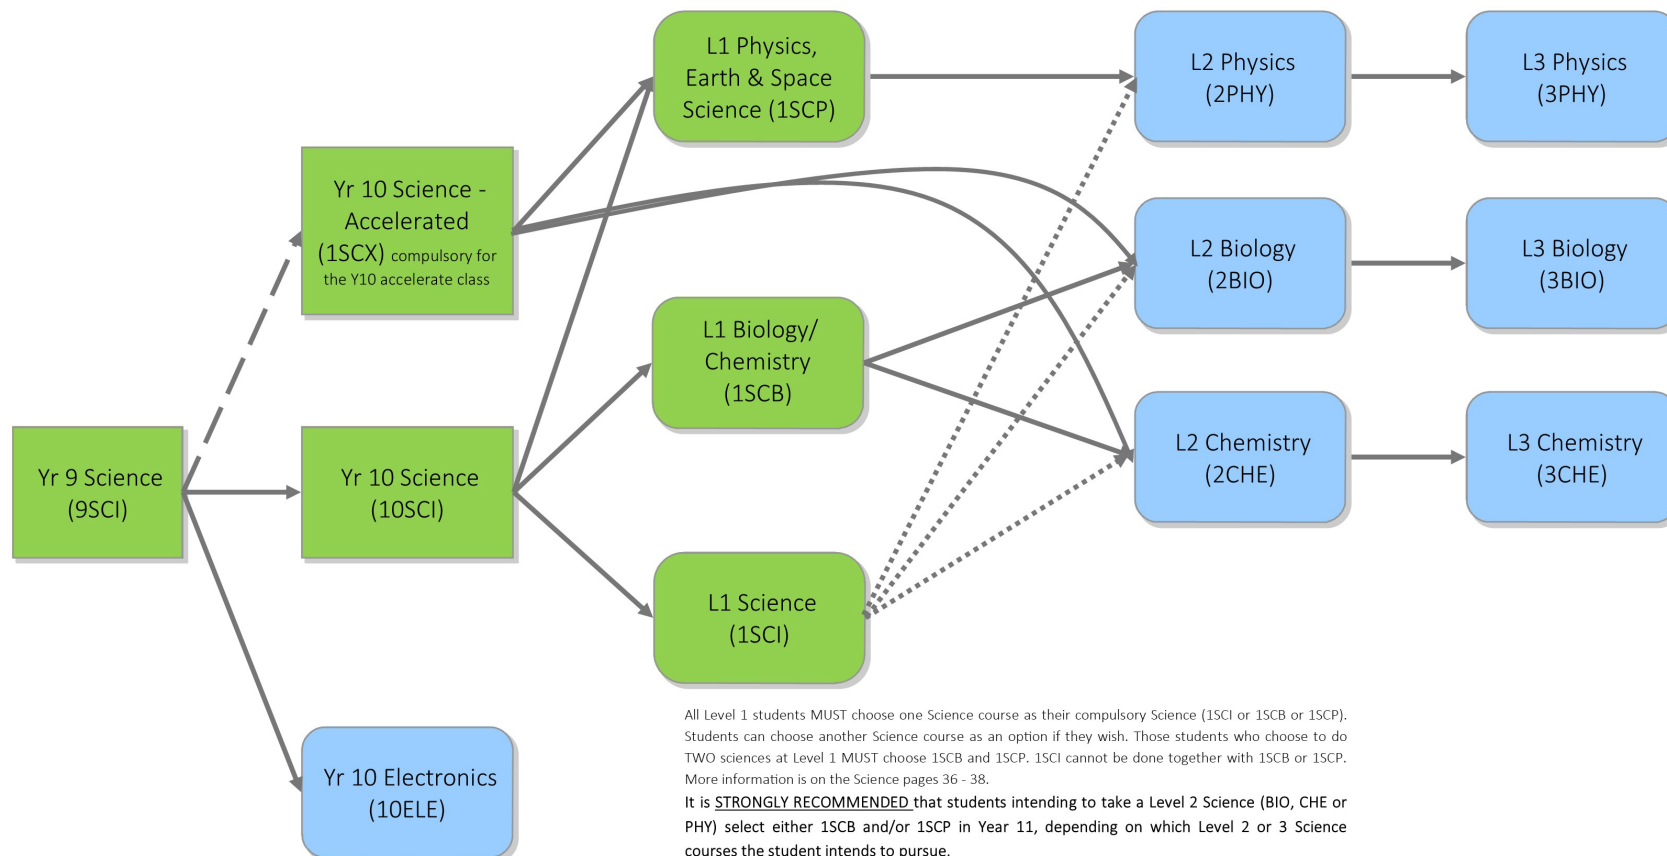 L1 Physics,
Earth & Space
Science (1SCP)
L2 Physics
(2PHY)
L3 Physics
(3PHY)
Yr 10 Science -
Accelerated
(1SCX) compulsory for
the Y10 accelerate class
L2 Biology
(2BIO)
L3 Biology
(3BIO)
L1 Biology/
Chemistry
(1SCB)
Yr 9 Science
(9SCI)
Yr 10 Science
(10SCI)
L2 Chemistry
(2CHE)
L3 Chemistry
(3CHE)
L1 Science
(1SCI)
Yr 10 Electronics
(10ELE)
All Level 1 students MUST choose one Science course as their compulsory Science (1SCI or 1SCB or 1SCP).
Students can choose another Science course as an option if they wish. Those students who choose to do
TWO sciences at Level 1 MUST choose 1SCB and 1SCP. 1SCI cannot be done together with 1SCB or 1SCP.
More information is on the Science pages 36 - 38.
It is STRONGLY RECOMMENDED that students intending to take a Level 2 Science (BIO, CHE or
PHY) select either 1SCB and/or 1SCP in Year 11, depending on which Level 2 or 3 Science
courses the student intends to pursue.